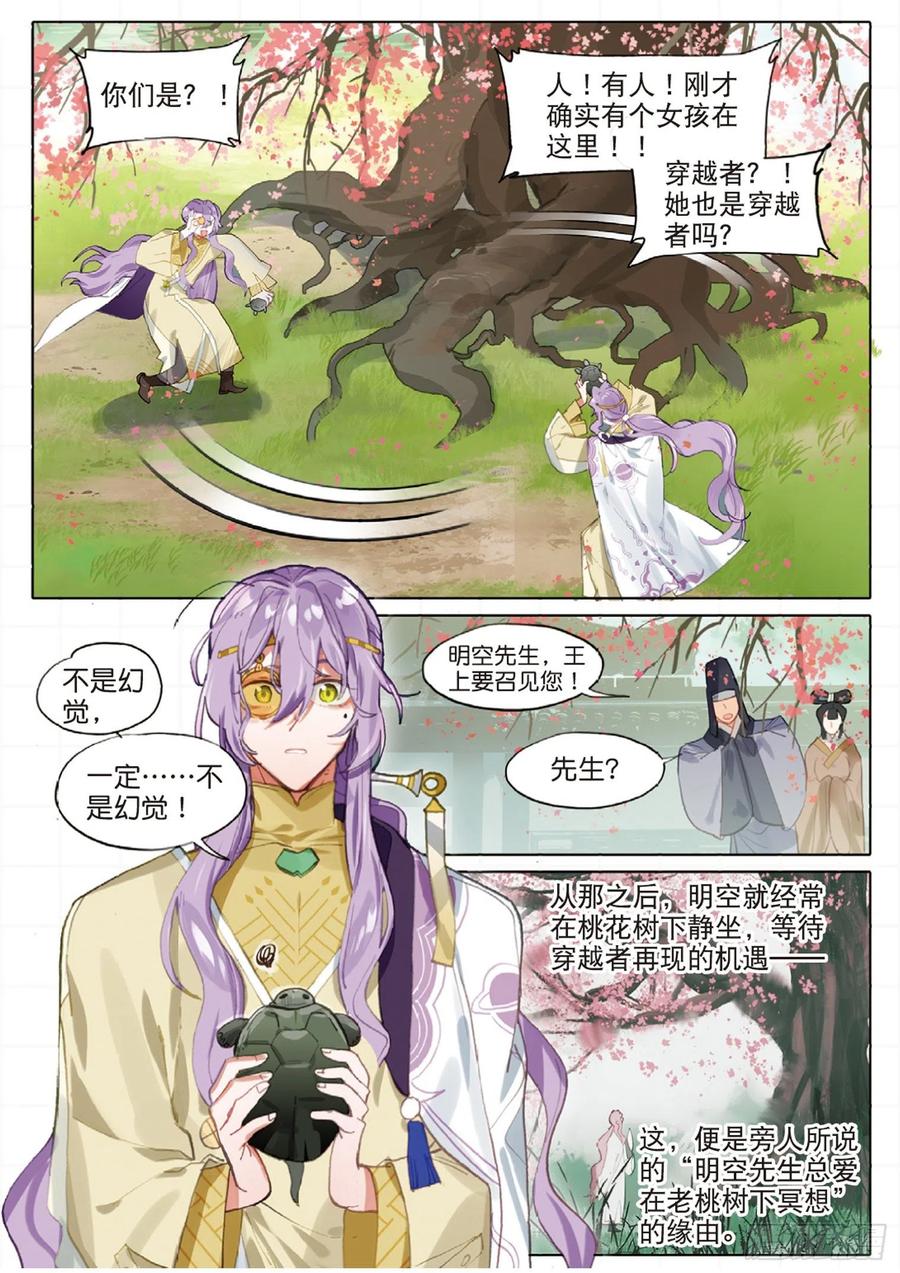 你们是？！
人！有人！刚才
确实有个女孩在
这里！！
穿越者？！
她也是穿越
者吗？
不是幻
觉，
一定……不
是幻觉！
明空先生，王
上要召见您！
先生？
从那之后，明空就经常
在桃花树下静坐，等待
穿越者再现的机遇——
这，便是旁人所说
的“明空先生总爱
在老桃树下冥想”
的缘由。